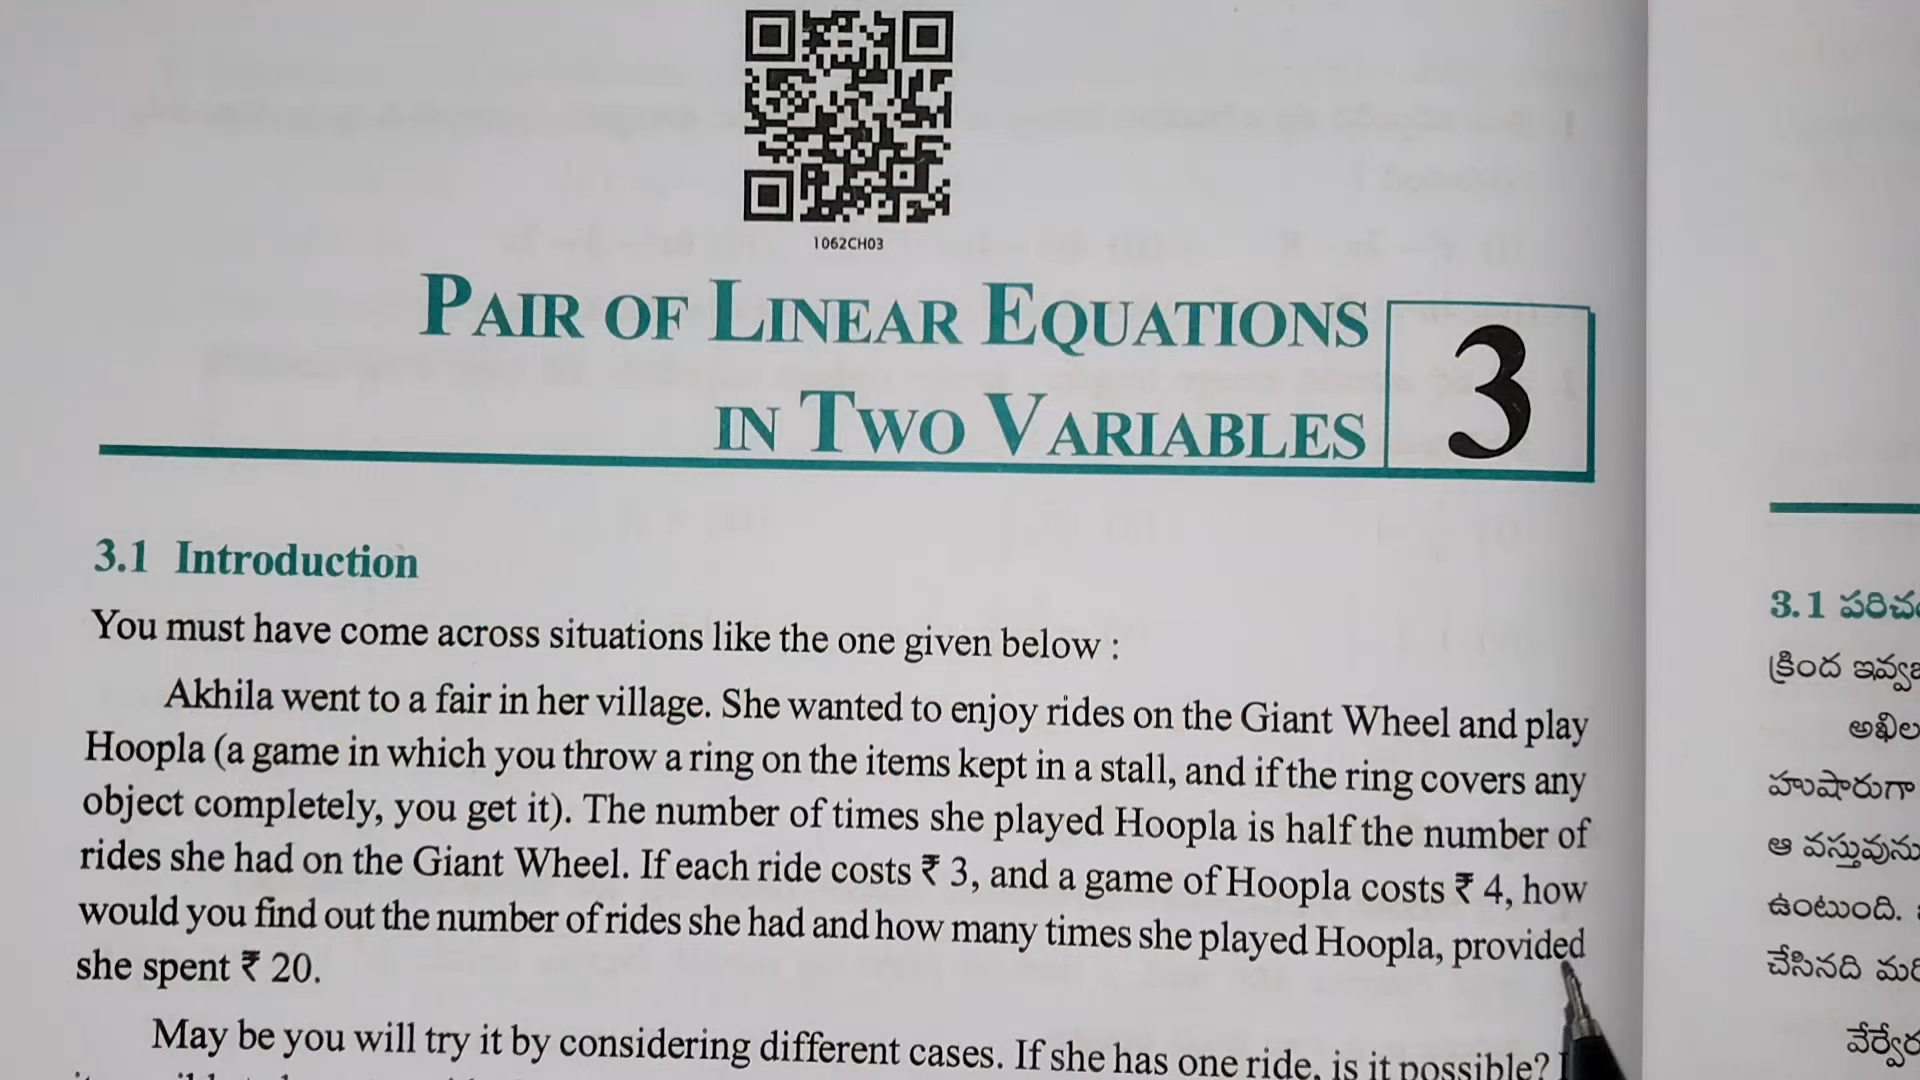 1062CH03
PAIR OF LINEAR EQUATIONS
IN TWO VARIABLES
3
3.1 Introduction
You must have come across situations like the one given below :
Akhila went to a fair in her village. She wanted to enjoy rides on the Giant Wheel and play
Hoopla (a game in which you throw a ring on the items kept in a stall, and if the ring covers any
object completely, you get it). The number of times she played Hoopla is half the number of
rides she had on the Giant Wheel. If each ride costs ₹ 3, and a game of Hoopla costs ₹ 4, how
would you find out the number of rides she had and how many times she played Hoopla, provided
she spent ₹ 20.
May be you will try it by considering different cases. If she has one ride, is it possible?
3.1
క్రింద
హుషారుగా
ఆ వస్తువును
ఉంటుంది.
చేసినది